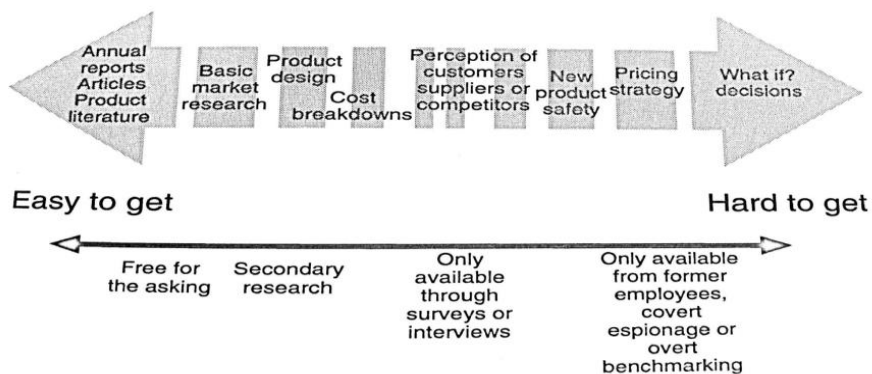 Annual
reports
Articles
Product
literature
Basic
market
research
Product
design
Cost
breakdowns
Perception of
customers
suppliers or
competitors
New
product
safety
Pricing
strategy
What if?
decisions
Easy to get
Hard to get
Free for
the asking
Secondary
research
Only
available
through
surveys or
interviews
Only available
from former
employees,
covert
espionage or
overt
benchmarking